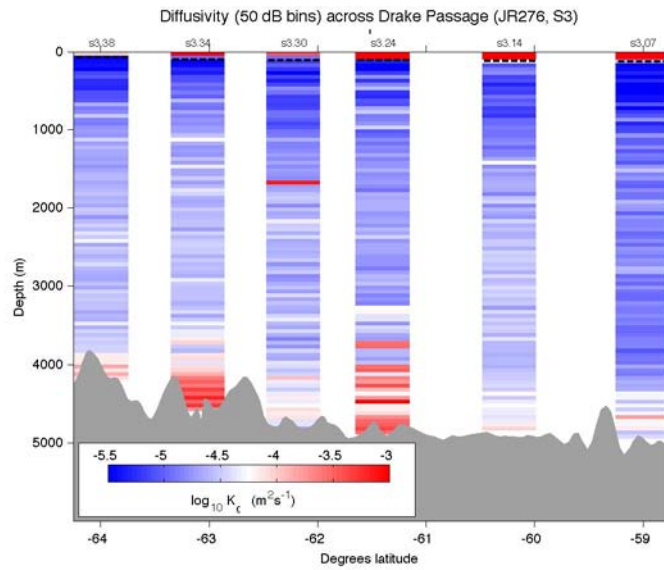 Diffusivity (50 dB bins) across Drake Passage (JR276, S3)
s3.38 s3.34 s3.30 s3.24 s3.14 s3.07
0
1000
2000
3000
4000
5000
Depth (m)
-5.5 -5 -4.5 -4 -3.5 -3
log10 K (m2s-1)
-64 -63 -62 -61 -60 -59
Degrees latitude